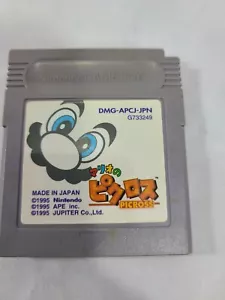 DMG-APCJ-JPN
G733249
マリオの
ピクロス
PICROSS
MADE IN JAPAN
©1995 Nintendo
©1995 APE inc.
©1995 JUPITER Co.,Ltd.